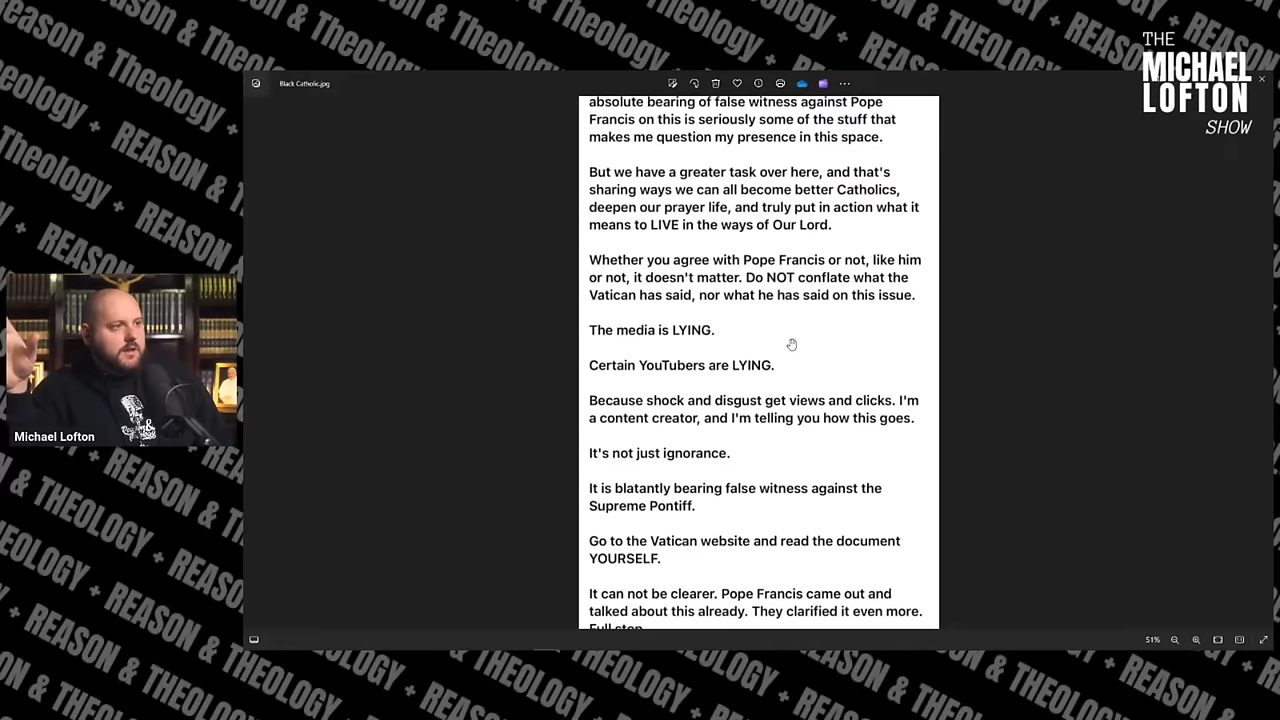 THE
MICHAEL
LOFTON
SHOW
Black Catholic.jpg
absolute bearing of false witness against Pope
Francis on this is seriously some of the stuff that
makes me question my presence in this space.
But we have a greater task over here, and that's
sharing ways we can all become better Catholics,
deepen our prayer life, and truly put in action what it
means to LIVE in the ways of Our Lord.
Whether you agree with Pope Francis or not, like him
or not, it doesn't matter. Do NOT conflate what the
Vatican has said, nor what he has said on this issue.
The media is LYING.
Certain YouTubers are LYING.
Because shock and disgust get views and clicks. I'm
a content creator, and I'm telling you how this goes.
It's not just ignorance.
It is blatantly bearing false witness against the
Supreme Pontiff.
Go to the Vatican website and read the document
YOURSELF.
It can not be clearer. Pope Francis came out and
talked about this already. They clarified it even more.
Full stop
51%
Michael Lofton
REASON & THEOLOGY + REASON & THEOLOGY